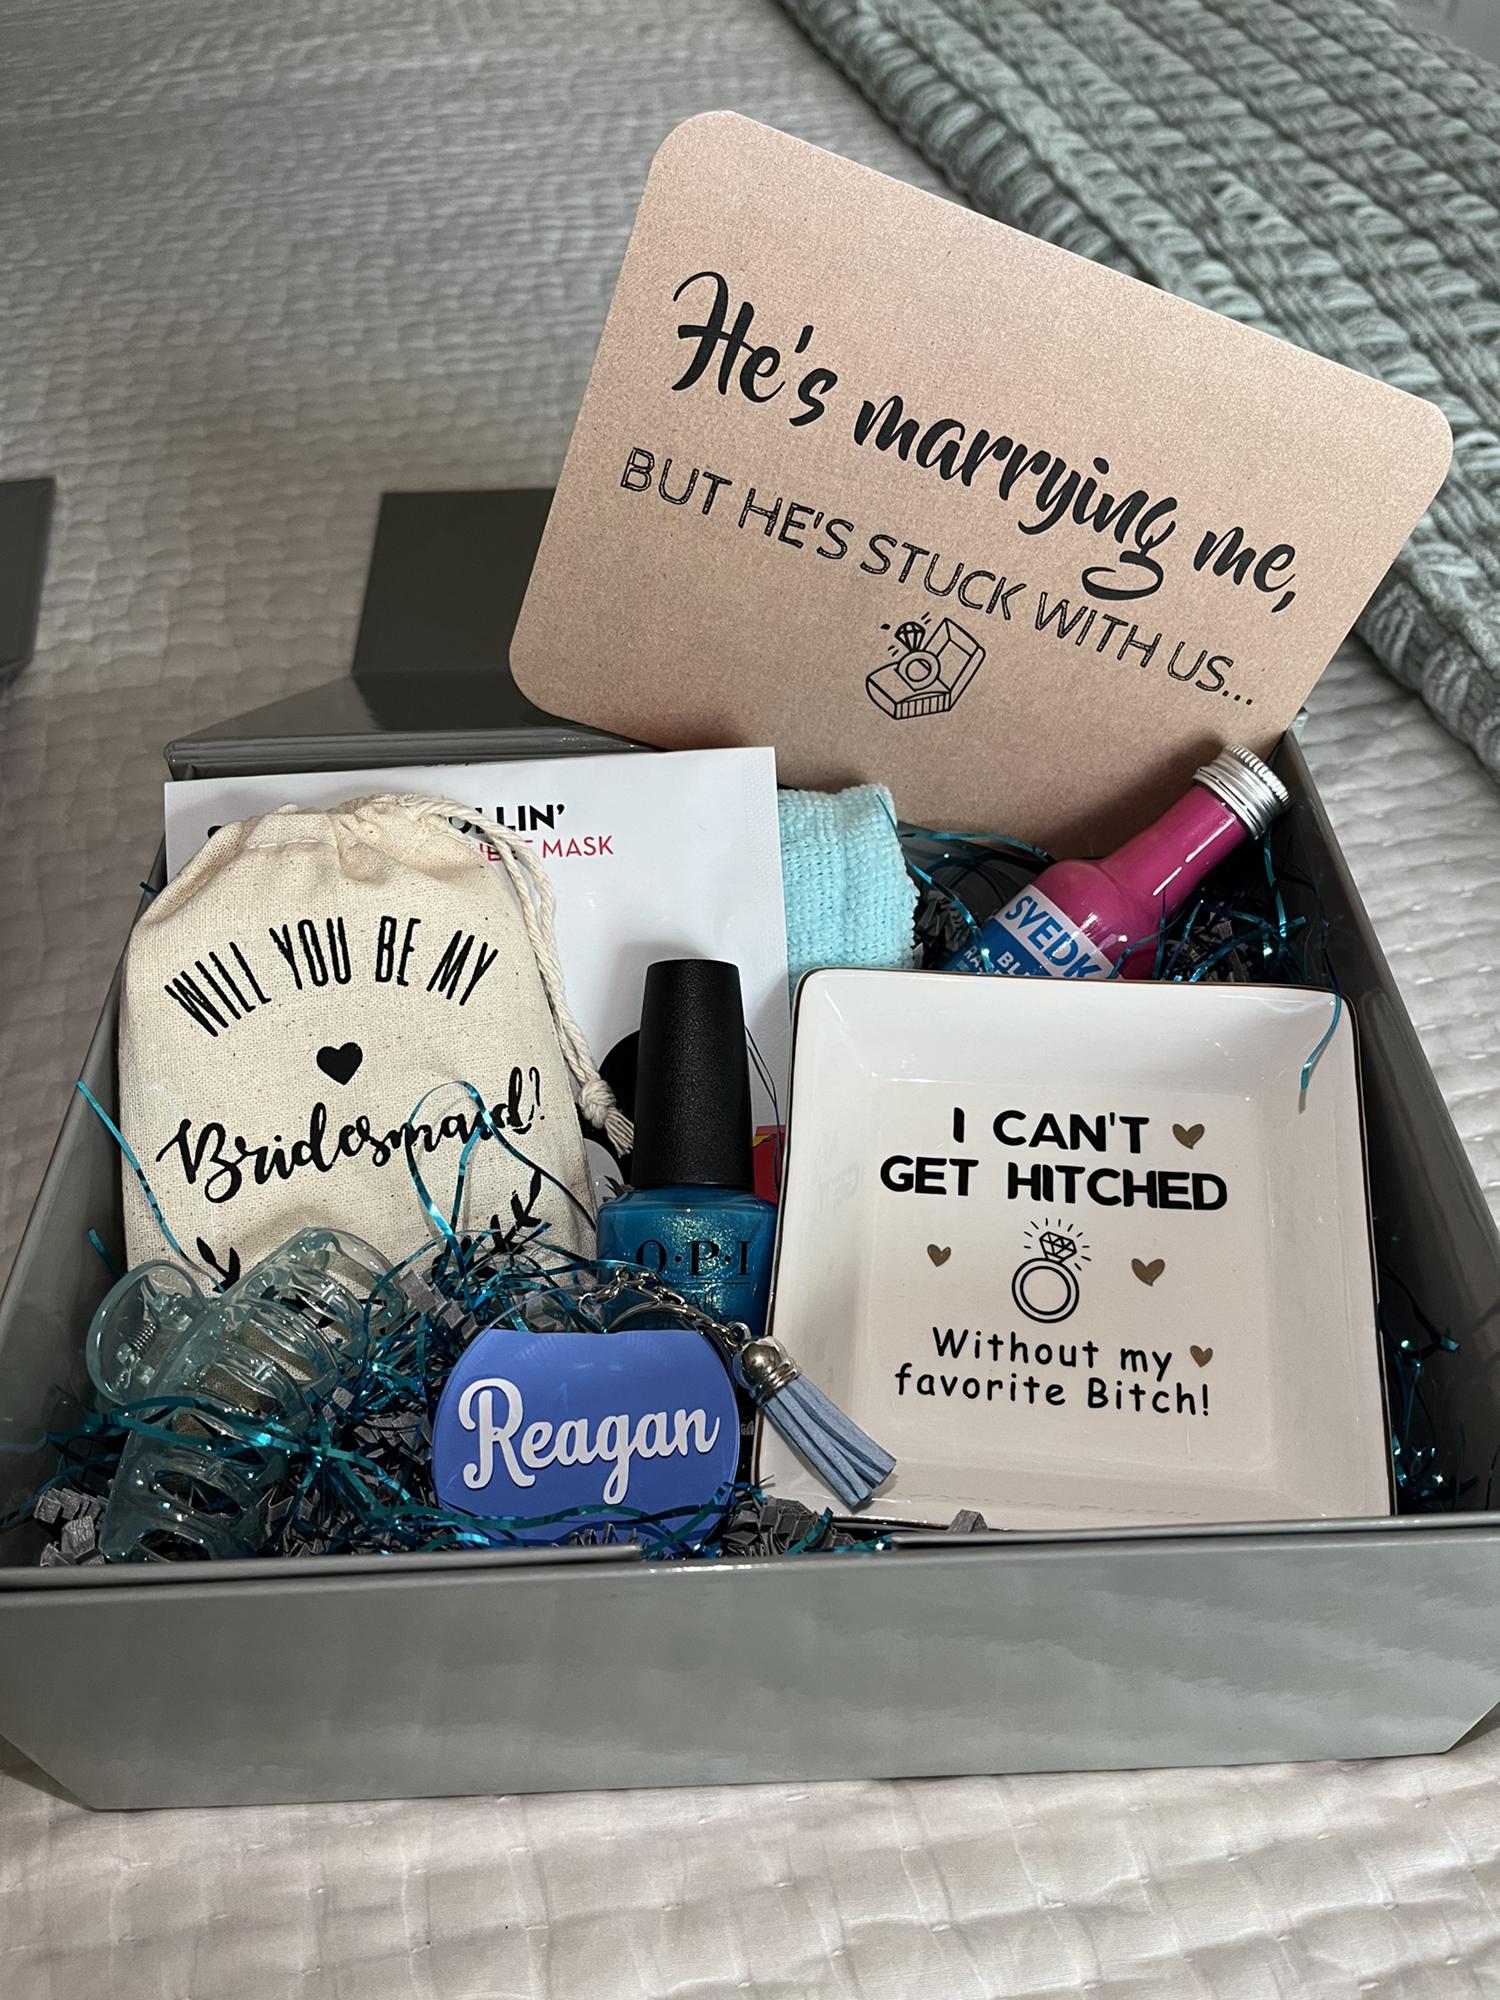 He's marrying me,
BUT HE'S STUCK WITH US...
MASK
WILL YOU BE MY
Bridesmaid?
SVEDK
O·P·I
Reagan
I CAN'T
GET HITCHED
Without my
favorite Bitch!